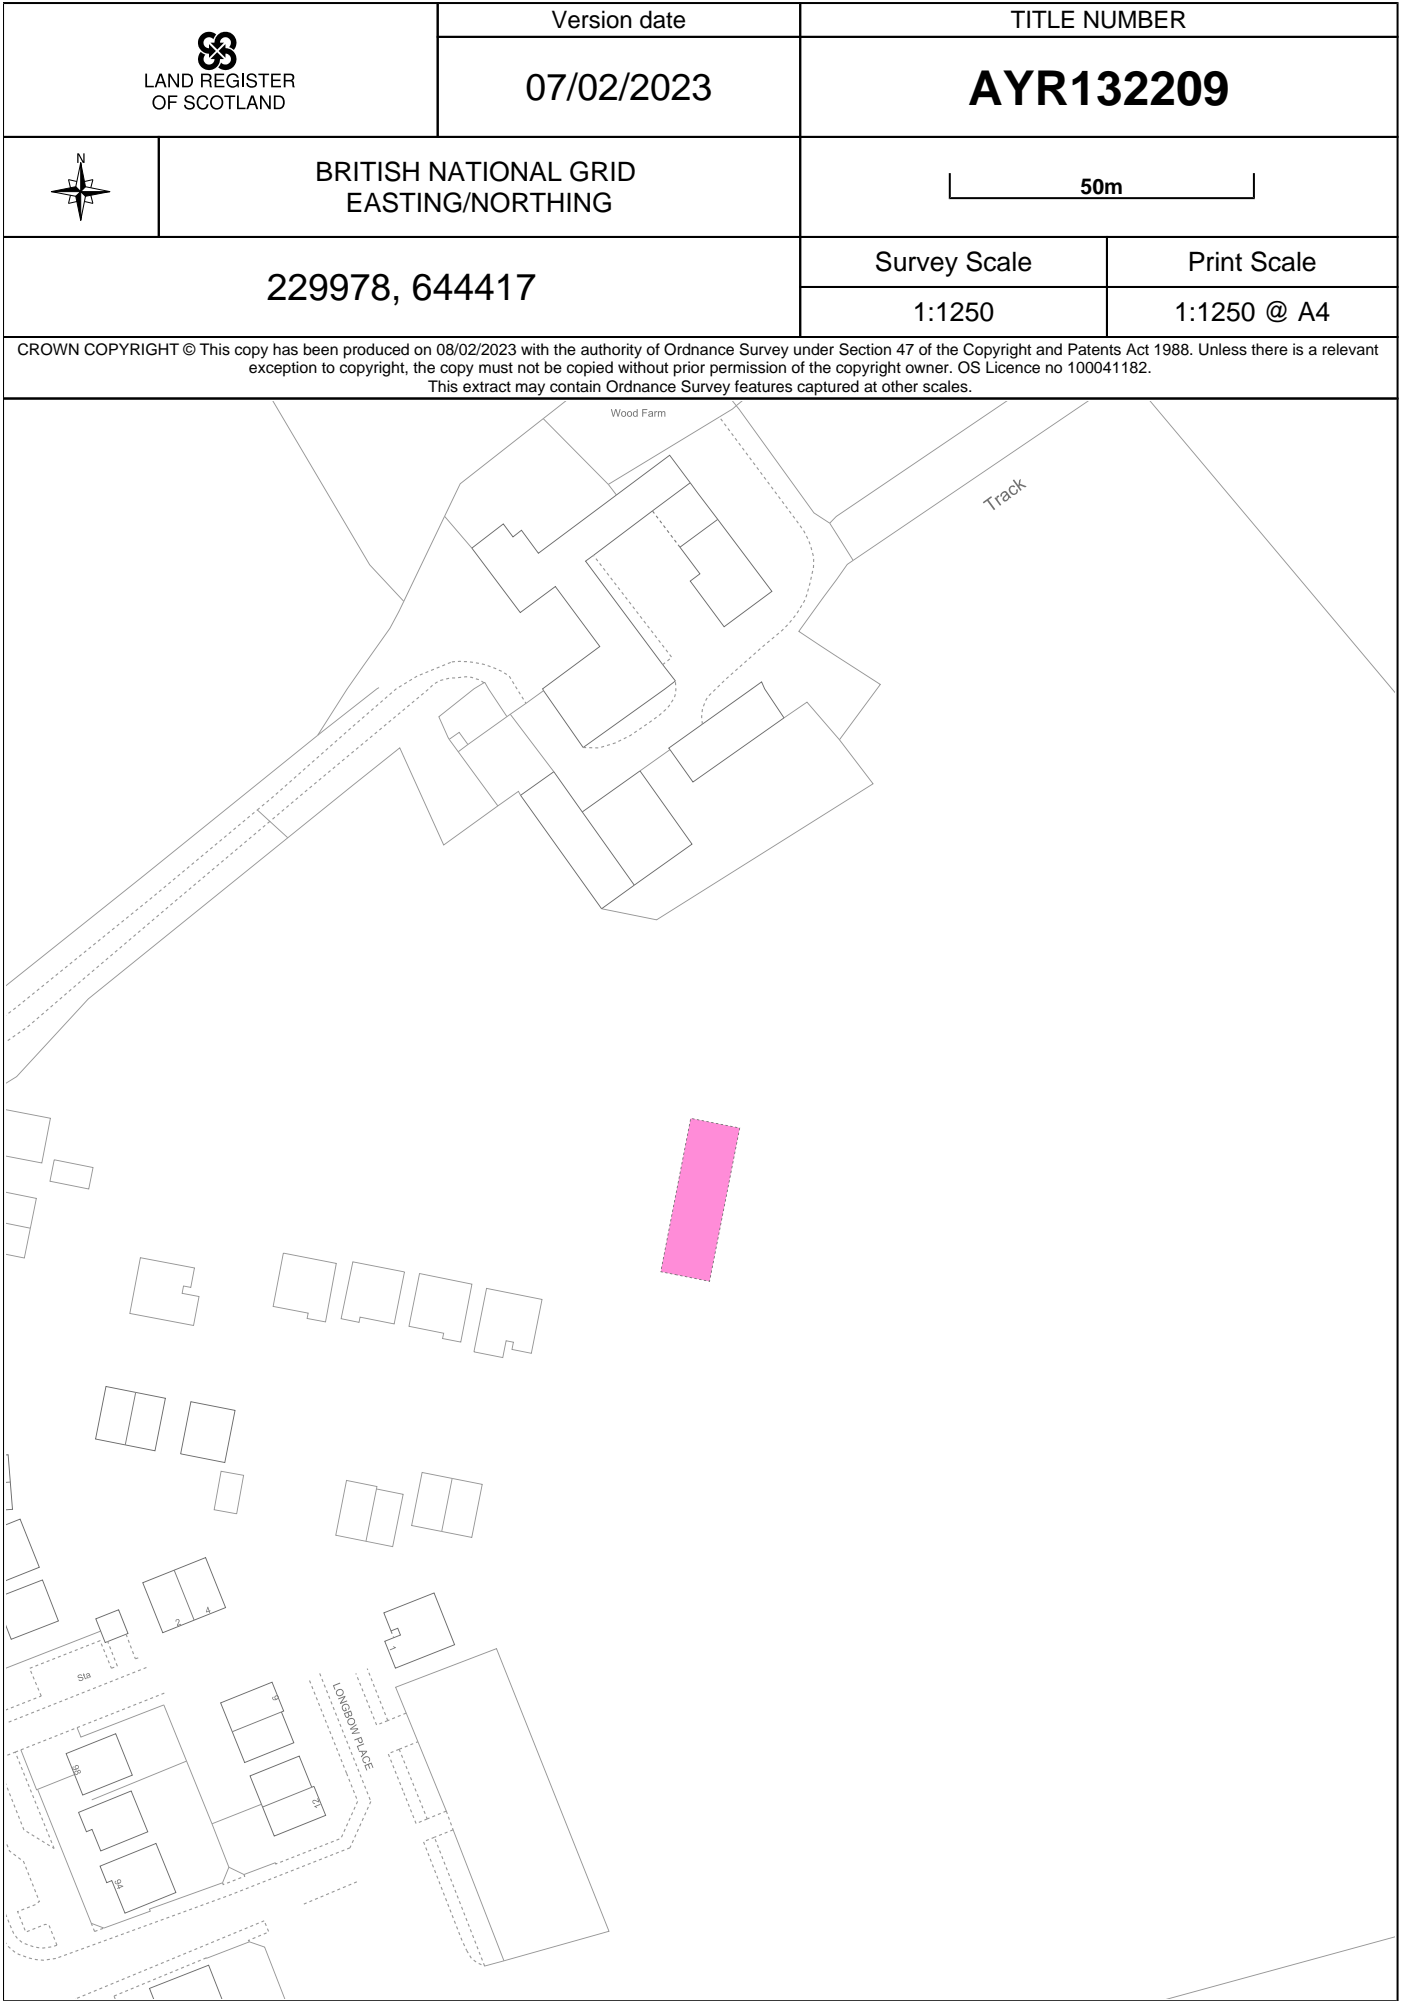 LAND REGISTER
OF SCOTLAND
Version date
07/02/2023
TITLE NUMBER
AYR132209
N
BRITISH NATIONAL GRID
EASTING/NORTHING
50m
229978, 644417
Survey Scale
1:1250
Print Scale
1:1250 @ A4
CROWN COPYRIGHT © This copy has been produced on 08/02/2023 with the authority of Ordnance Survey under Section 47 of the Copyright and Patents Act 1988. Unless there is a relevant
exception to copyright, the copy must not be copied without prior permission of the copyright owner. OS Licence no 100041182.
This extract may contain Ordnance Survey features captured at other scales.
Wood Farm
Track
2
4
1
Sta
LONGBOW PLACE
98
12
94